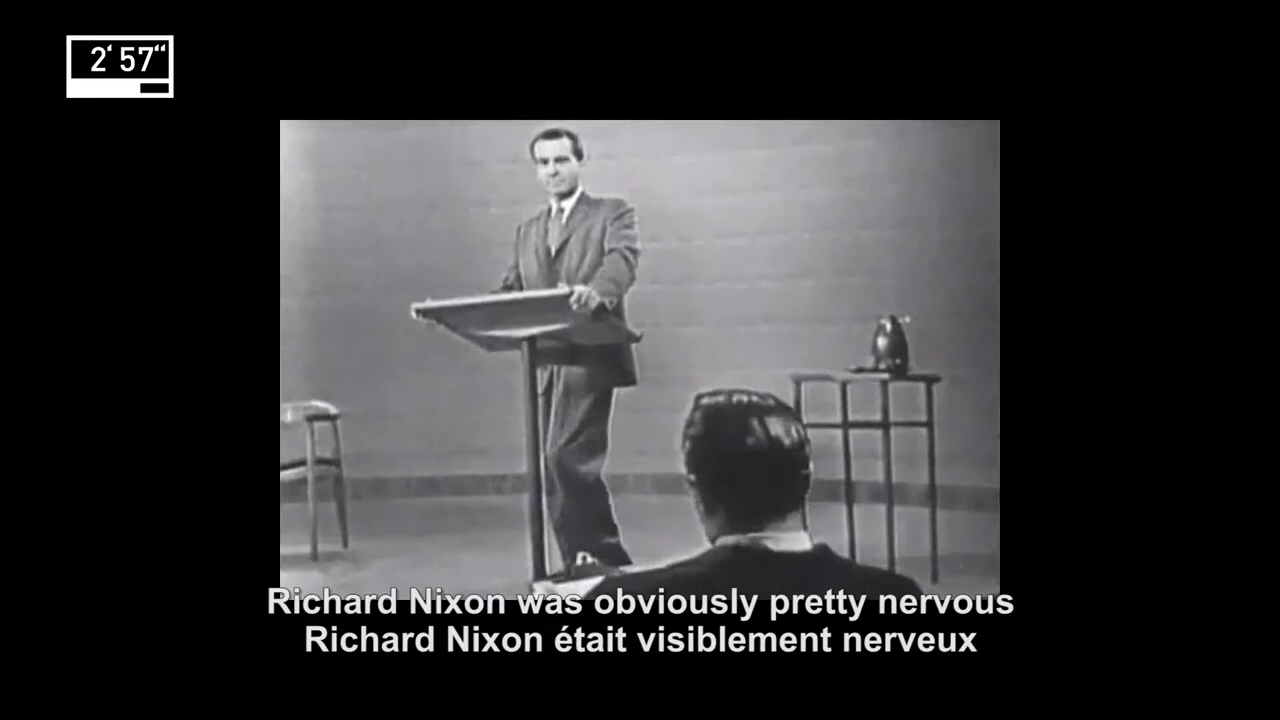 2‘ 57“
Richard Nixon was obviously pretty nervous
Richard Nixon était visiblement nerveux